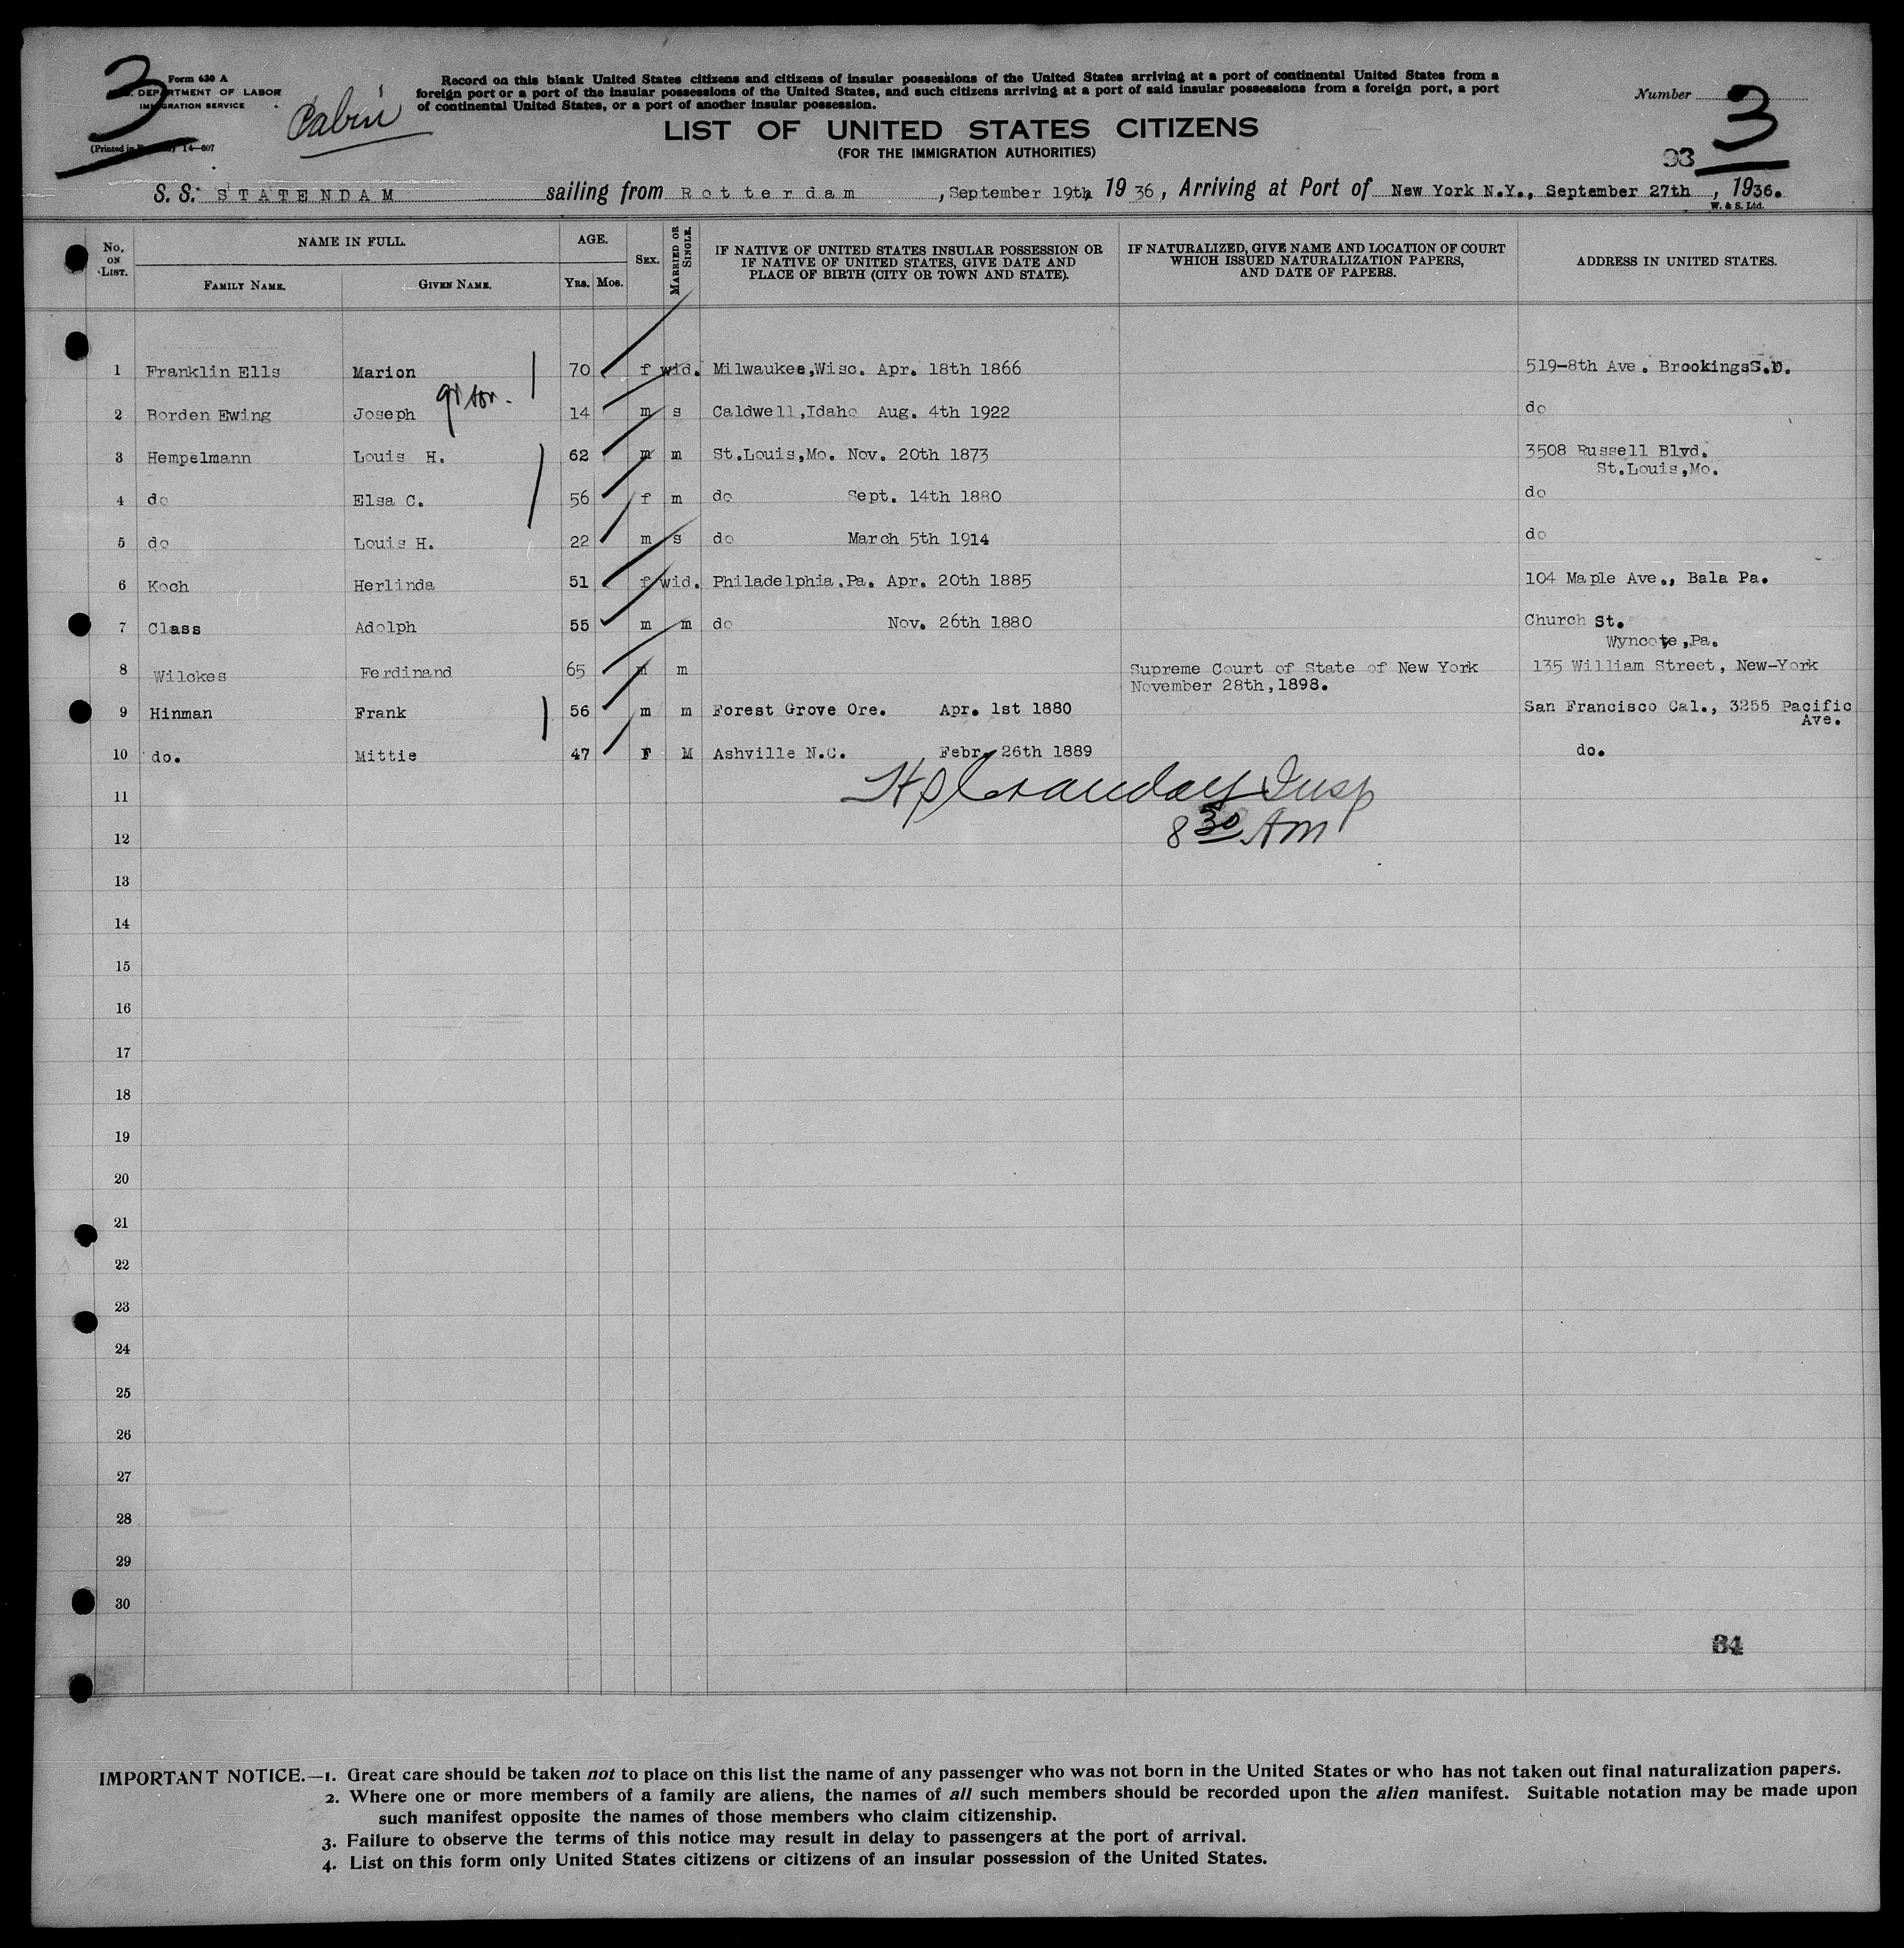 3
Form 630 A
DEPARTMENT OF LABOR
IMMIGRATION SERVICE
(Printed in 14—607
Cabin
Record on this blank United States citizens and citizens of insular possessions of the United States arriving at a port of continental United States from a
foreign port or a port of the insular possessions of the United States, and such citizens arriving at a port of said insular possessions from a foreign port, a port
of continental United States, or a port of another insular possession.
Number 3
LIST OF UNITED STATES CITIZENS
(FOR THE IMMIGRATION AUTHORITIES)
93
S. S. STATENDAM sailing from Rotterdam, September 19th, 1936, Arriving at Port of New York N.Y., September 27th, 1936.
W. & S. Ltd.
No. ON LIST. NAME IN FULL. AGE. SEX. MARRIED OR SINGLE. IF NATIVE OF UNITED STATES INSULAR POSSESSION OR IF NATIVE OF UNITED STATES, GIVE DATE AND PLACE OF BIRTH (CITY OR TOWN AND STATE). IF NATURALIZED, GIVE NAME AND LOCATION OF COURT WHICH ISSUED NATURALIZATION PAPERS, AND DATE OF PAPERS. ADDRESS IN UNITED STATES.
FAMILY NAME. GIVEN NAME. YRS. MOS.
1 Franklin Ells Marion 70 f wid. Milwaukee,Wisc. Apr. 18th 1866 519-8th Ave. Brookings S.D.
2 Borden Ewing Joseph 14 m s Caldwell,Idaho Aug. 4th 1922 do
3 Hempelmann Louis H. 62 m m St.Louis,Mo. Nov. 20th 1873 3508 Russell Blvd.
St.Louis,Mo.
4 do Elsa C. 56 f m do Sept. 14th 1880 do
5 do Louis H. 22 m s do March 5th 1914 do
6 Koch Herlinda 51 f wid. Philadelphia.Pa. Apr. 20th 1885 104 Maple Ave., Bala Pa.
7 Class Adolph 55 m m do Nov. 26th 1880 Church St.
Wyncote,Pa.
8 Wilckes Ferdinand 65 m m Supreme Court of State of New York 135 William Street, New-York
November 28th,1898.
9 Hinman Frank 56 m m Forest Grove Ore. Apr. 1st 1880 San Francisco Cal., 3255 Pacific
Ave.
10 do. Mittie 47 F M Ashville N.C. Febr. 26th 1889 do.
11
Insp
12
8 30 AM
13
14
15
16
17
18
19
20
21
22
23
24
25
26
27
28
29
30
84
IMPORTANT NOTICE.—1. Great care should be taken not to place on this list the name of any passenger who was not born in the United States or who has not taken out final naturalization papers.
2. Where one or more members of a family are aliens, the names of all such members should be recorded upon the alien manifest. Suitable notation may be made upon
such manifest opposite the names of those members who claim citizenship.
3. Failure to observe the terms of this notice may result in delay to passengers at the port of arrival.
4. List on this form only United States citizens or citizens of an insular possession of the United States.